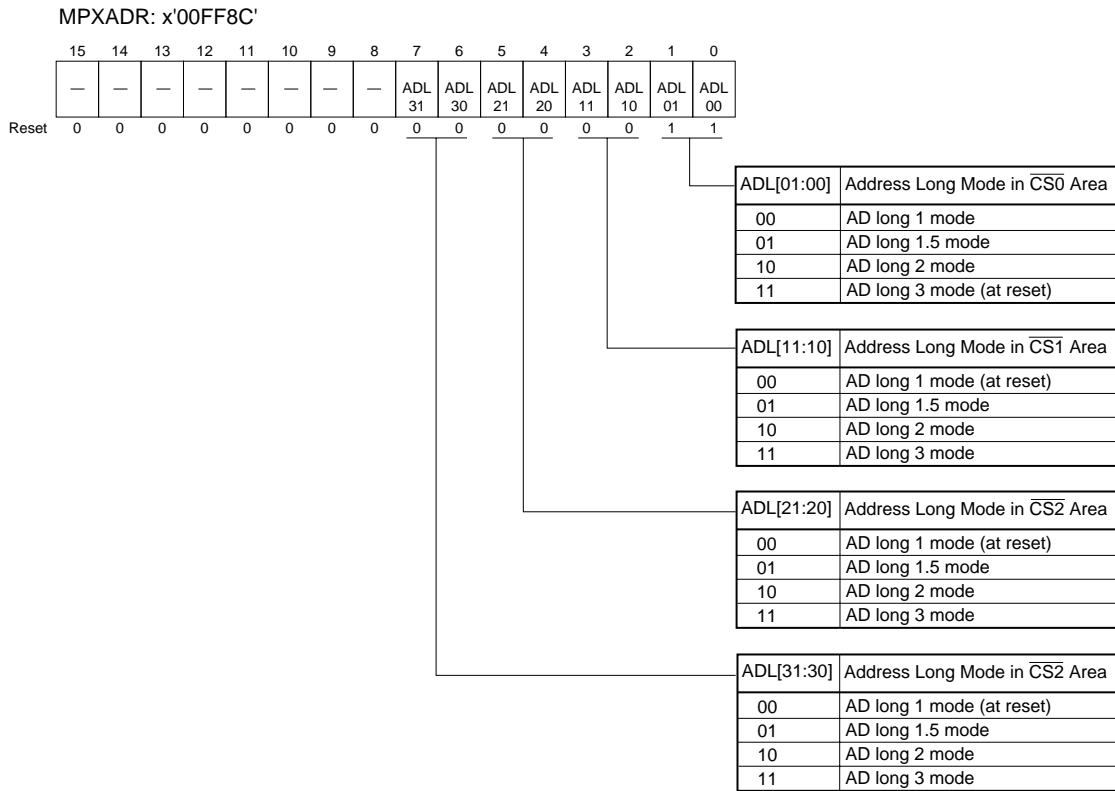 MPXADR: x'00FF8C'
15 14 13 12 11 10 9 8 7 6 5 4 3 2 1 0
— — — — — — — — ADL ADL ADL ADL ADL ADL ADL ADL
31 30 21 20 11 10 01 00
Reset 0 0 0 0 0 0 0 0 0 0 0 0 0 0 1 1
ADL[01:00] Address Long Mode in C̅S̅0̅ Area
00 AD long 1 mode
01 AD long 1.5 mode
10 AD long 2 mode
11 AD long 3 mode (at reset)
ADL[11:10] Address Long Mode in C̅S̅1̅ Area
00 AD long 1 mode (at reset)
01 AD long 1.5 mode
10 AD long 2 mode
11 AD long 3 mode
ADL[21:20] Address Long Mode in C̅S̅2̅ Area
00 AD long 1 mode (at reset)
01 AD long 1.5 mode
10 AD long 2 mode
11 AD long 3 mode
ADL[31:30] Address Long Mode in C̅S̅2̅ Area
00 AD long 1 mode (at reset)
01 AD long 1.5 mode
10 AD long 2 mode
11 AD long 3 mode